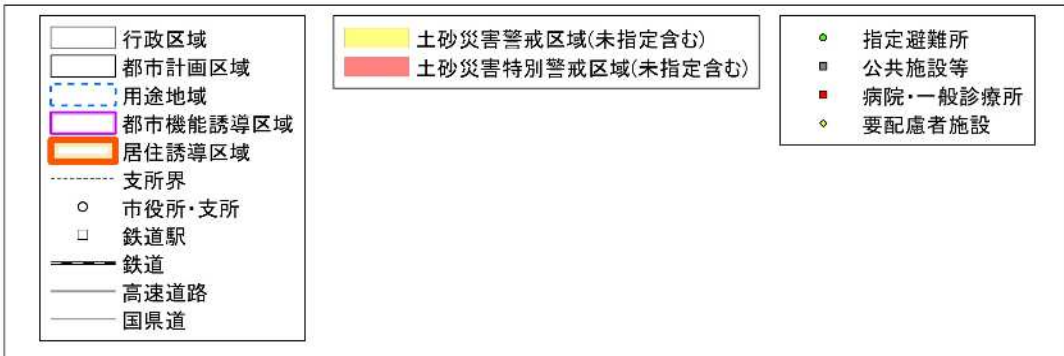 行政区域
都市計画区域
用途地域
都市機能誘導区域
居住誘導区域
支所界
市役所・支所
鉄道駅
鉄道
高速道路
国県道
土砂災害警戒区域(未指定含む)
土砂災害特別警戒区域(未指定含む)
指定避難所
公共施設等
病院・一般診療所
要配慮者施設